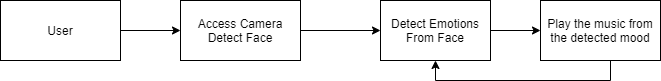 User
Access Camera
Detect Face
Detect Emotions
From Face
Play the music from
the detected mood